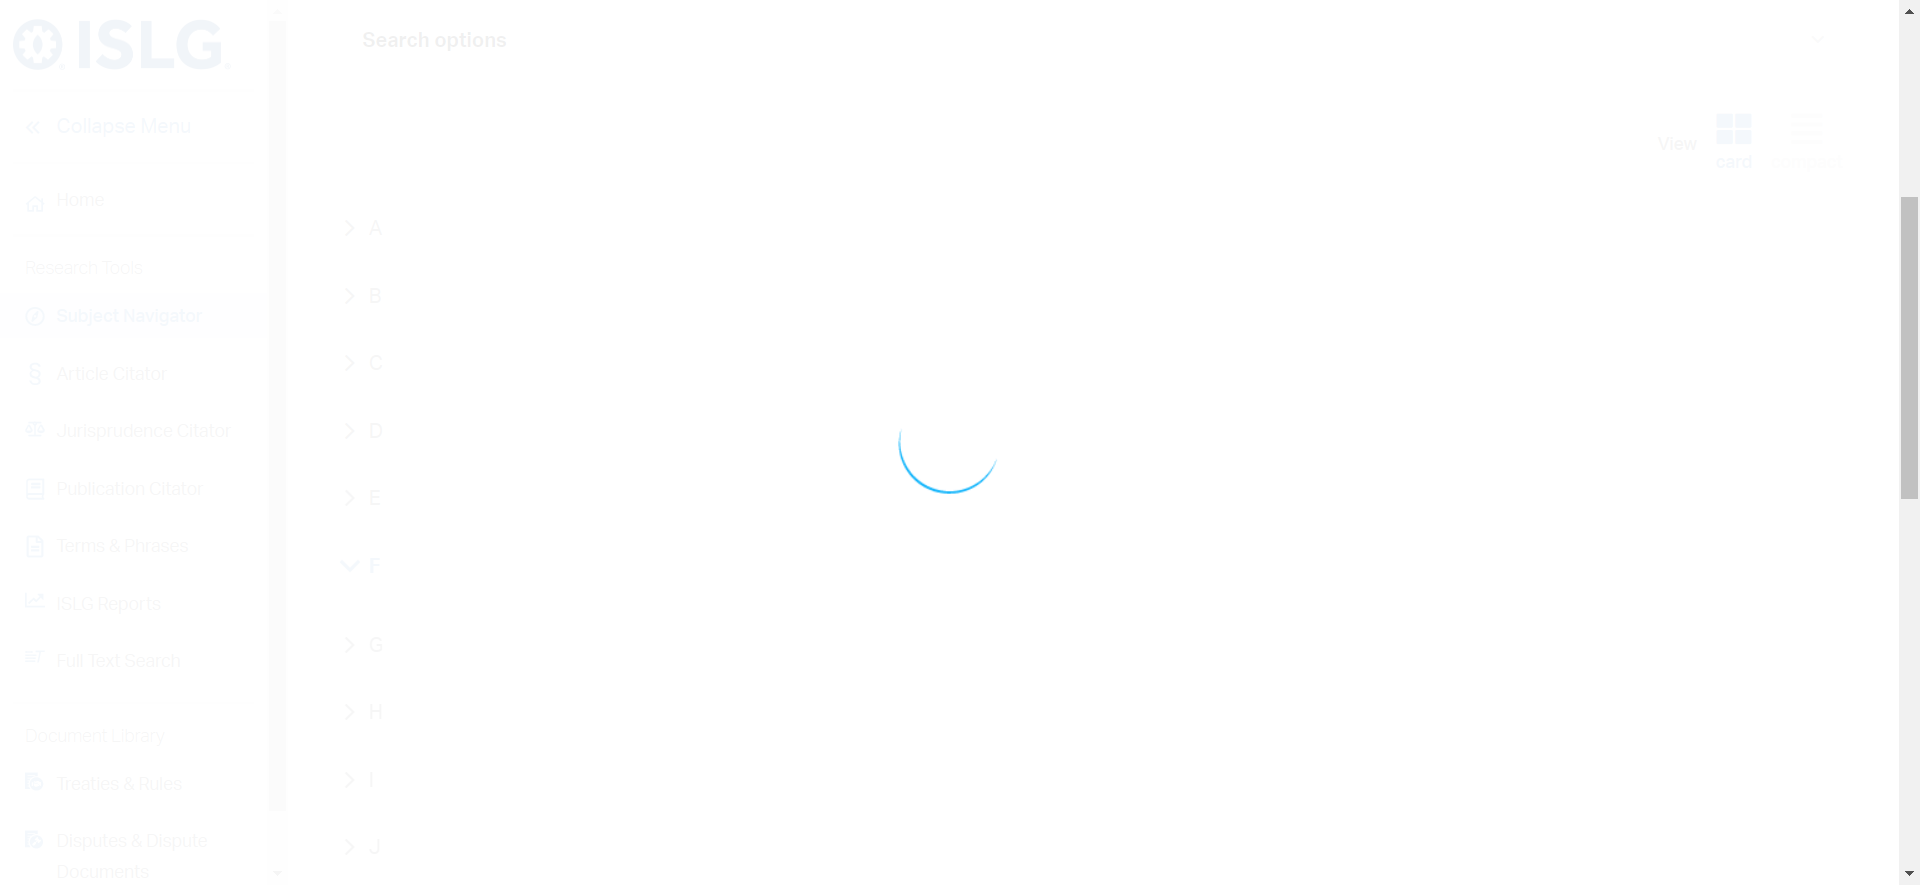 ISLG
Collapse Menu
Home
Research Tools
Subject Navigator
Article Citator
Jurisprudence Citator
Publication Citator
Terms & Phrases
ISLG Reports
Full Text Search
Document Library
Treaties & Rules
Disputes & Dispute
Documents
Search options
View
card
A
B
C
D
E
F
G
H
I
J